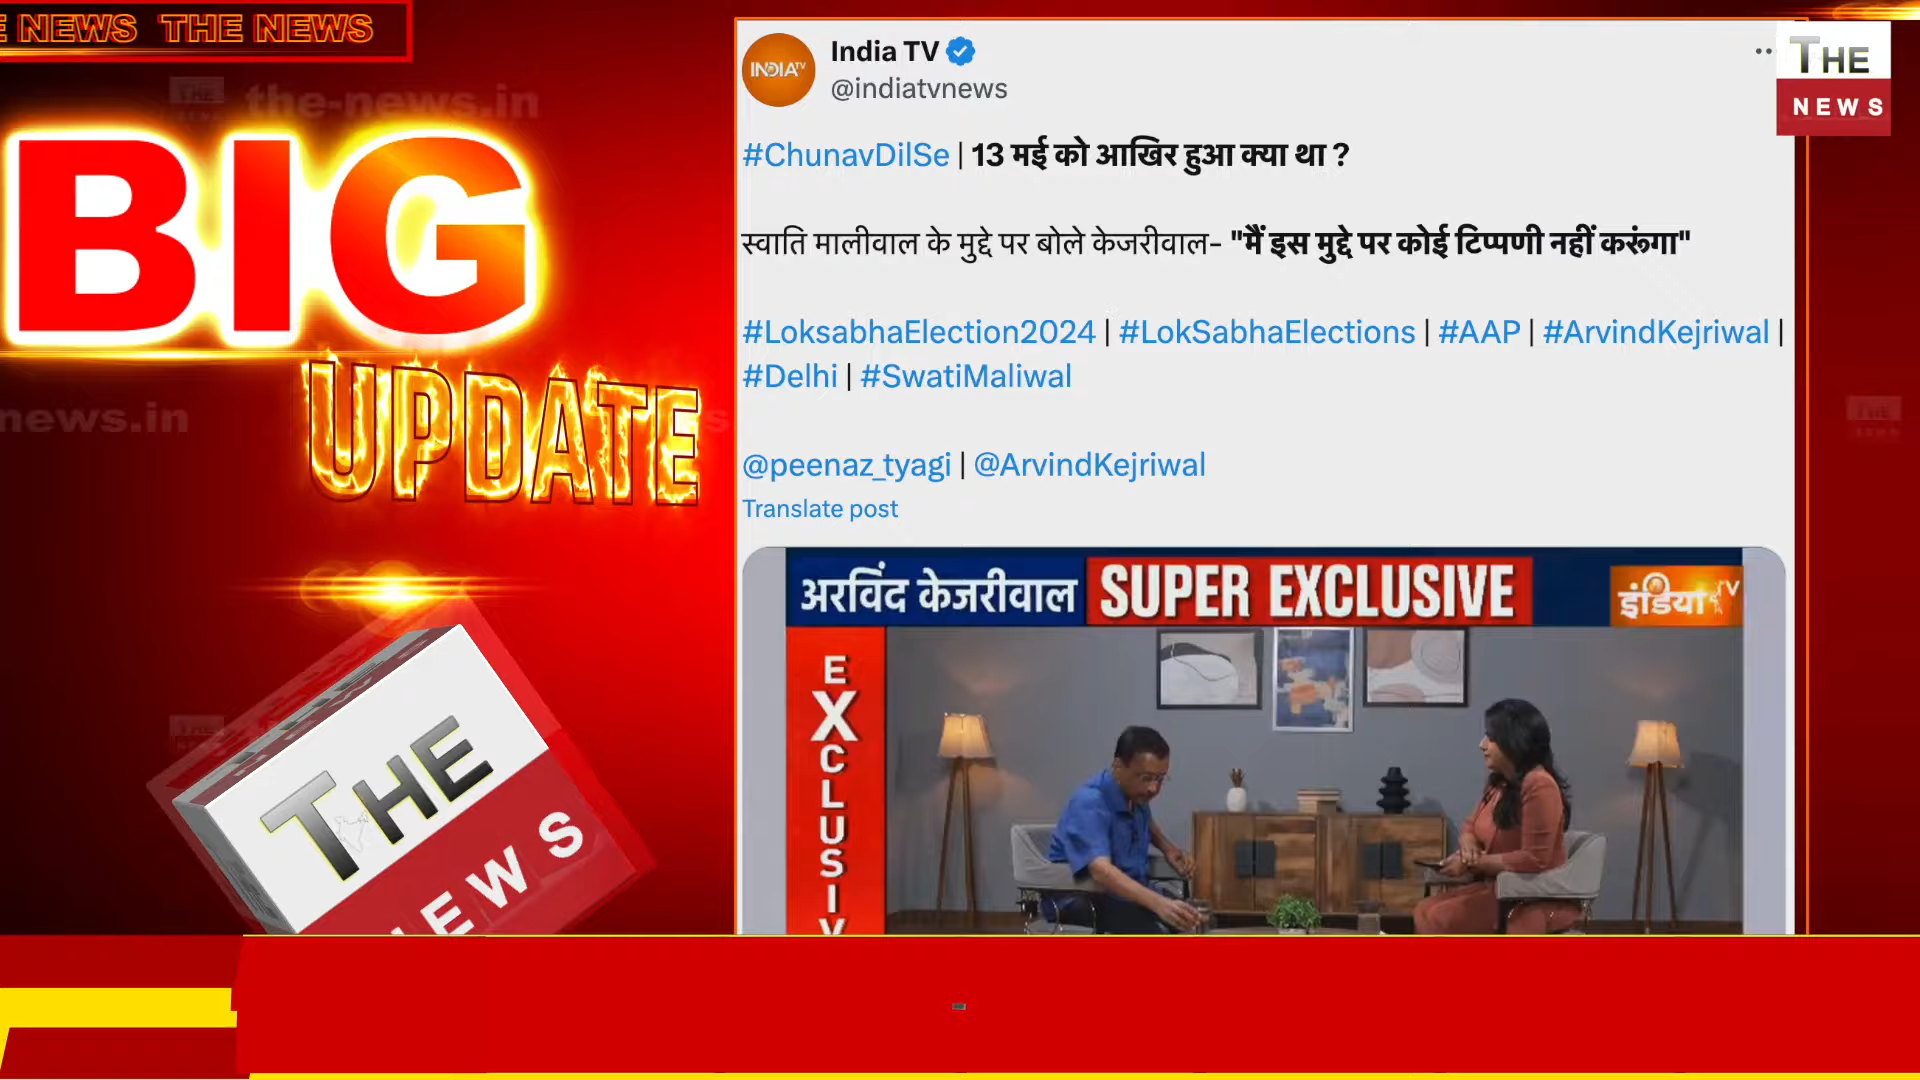 E NEWS THE NEWS
the-news.in
BIG
UPDATE
news.in
THE
NEWS
India TV
@indiatvnews
INDIA TV
THE
NEWS
#ChunavDilSe | 13 मई को आखिर हुआ क्या था ?
स्वाति मालीवाल के मुद्दे पर बोले केजरीवाल- "मैं इस मुद्दे पर कोई टिप्पणी नहीं करूंगा"
#LoksabhaElection2024 | #LokSabhaElections | #AAP | #ArvindKejriwal |
#Delhi | #SwatiMaliwal
@peenaz_tyagi | @ArvindKejriwal
Translate post
अरविंद केजरीवाल SUPER EXCLUSIVE इंडिया TV
EXCLUSIV